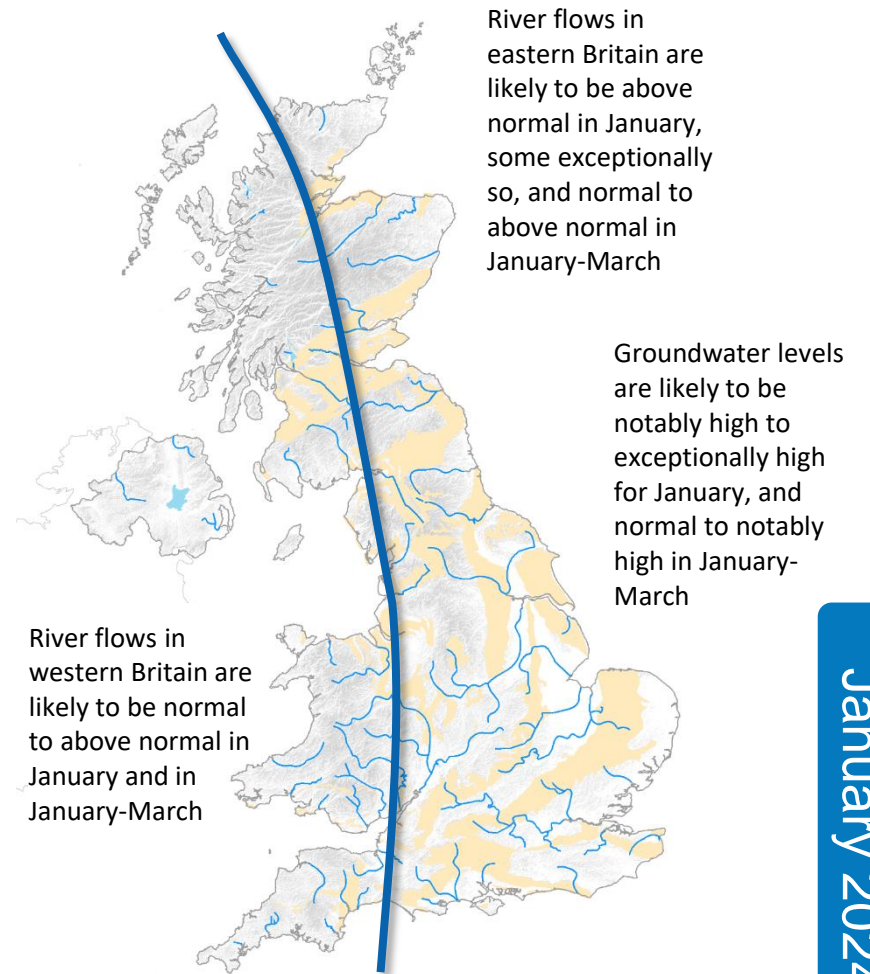 River flows in
eastern Britain are
likely to be above
normal in January,
some exceptionally
so, and normal to
above normal in
January-March
Groundwater levels
are likely to be
notably high to
exceptionally high
for January, and
normal to notably
high in January-
March
River flows in
western Britain are
likely to be normal
to above normal in
January and in
January-March
January 2024